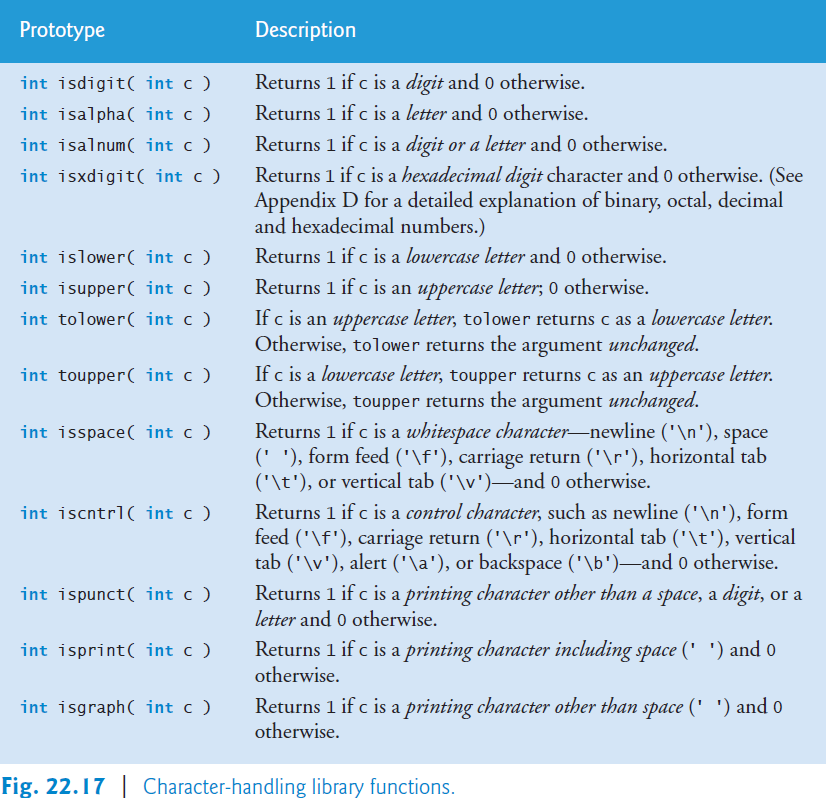 Prototype Description
int isdigit( int c ) Returns 1 if c is a digit and 0 otherwise.
int isalpha( int c ) Returns 1 if c is a letter and 0 otherwise.
int isalnum( int c ) Returns 1 if c is a digit or a letter and 0 otherwise.
int isxdigit( int c ) Returns 1 if c is a hexadecimal digit character and 0 otherwise. (See
Appendix D for a detailed explanation of binary, octal, decimal
and hexadecimal numbers.)
int islower( int c ) Returns 1 if c is a lowercase letter and 0 otherwise.
int isupper( int c ) Returns 1 if c is an uppercase letter; 0 otherwise.
int tolower( int c ) If c is an uppercase letter, tolower returns c as a lowercase letter.
Otherwise, tolower returns the argument unchanged.
int toupper( int c ) If c is a lowercase letter, toupper returns c as an uppercase letter.
Otherwise, toupper returns the argument unchanged.
int isspace( int c ) Returns 1 if c is a whitespace character—newline ('\n'), space
(' '), form feed ('\f'), carriage return ('\r'), horizontal tab
('\t'), or vertical tab ('\v')—and 0 otherwise.
int iscntrl( int c ) Returns 1 if c is a control character, such as newline ('\n'), form
feed ('\f'), carriage return ('\r'), horizontal tab ('\t'), vertical
tab ('\v'), alert ('\a'), or backspace ('\b')—and 0 otherwise.
int ispunct( int c ) Returns 1 if c is a printing character other than a space, a digit, or a
letter and 0 otherwise.
int isprint( int c ) Returns 1 if c is a printing character including space (' ') and 0
otherwise.
int isgraph( int c ) Returns 1 if c is a printing character other than space (' ') and 0
otherwise.
Fig. 22.17 | Character-handling library functions.